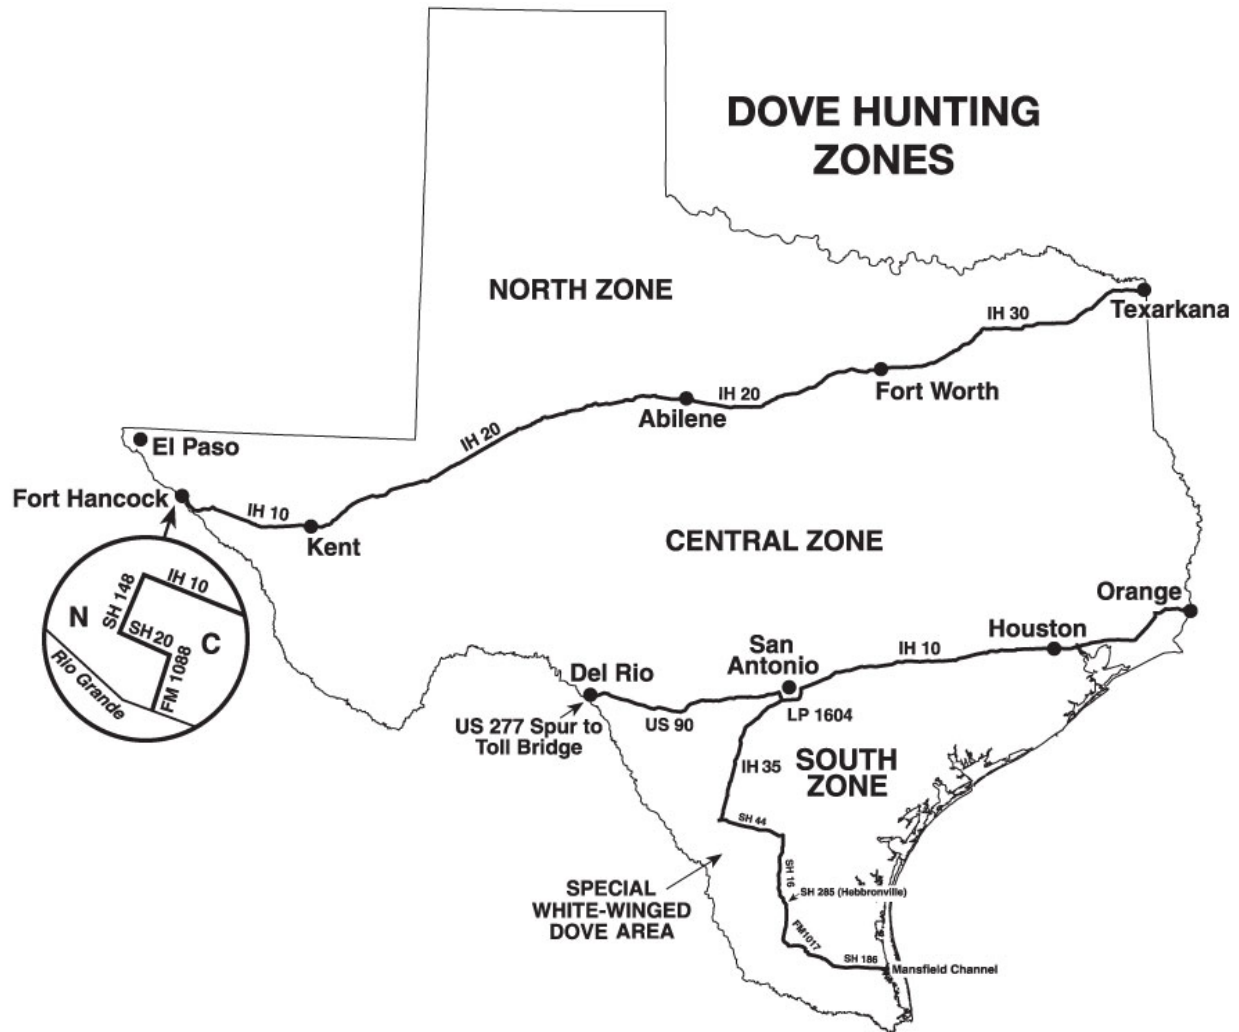 DOVE HUNTING
ZONES
NORTH ZONE
IH 30
Texarkana
Fort Worth
IH 20
Abilene
IH 20
El Paso
Fort Hancock
IH 10
Kent
CENTRAL ZONE
IH 10
SH 148
N
SH 20
C
FM 1088
Rio Grande
Orange
Houston
San
Antonio
IH 10
Del Rio
US 277 Spur to
Toll Bridge
US 90
LP 1604
SOUTH
ZONE
IH 35
SH 44
SH 16
SH 285 (Hebbronville)
SPECIAL
WHITE-WINGED
DOVE AREA
FM1017
SH 186
Mansfield Channel